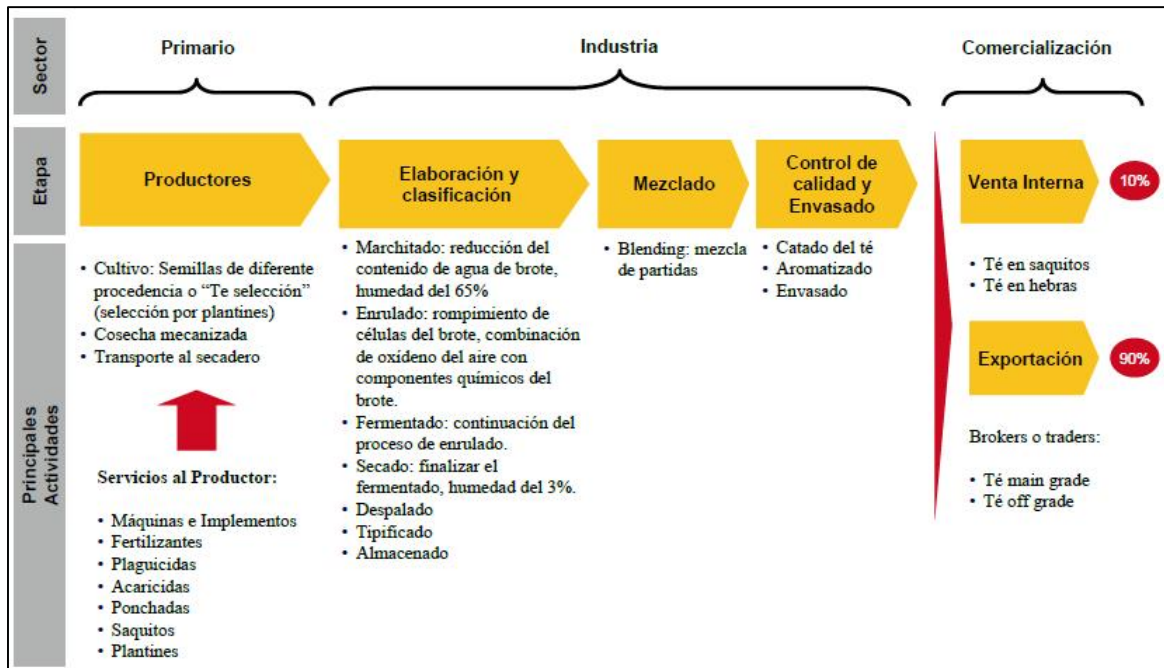 Sector
Primario
Industria
Comercialización
Etapa
Productores
Elaboración y
clasificación
Mezclado
Control de
calidad y
Envasado
Venta Interna
10%
Principales
Actividades
• Cultivo: Semillas de diferente
procedencia o “Te selección”
(selección por plantines)
• Cosecha mecanizada
• Transporte al secadero
Servicios al Productor:
• Máquinas e Implementos
• Fertilizantes
• Plaguicidas
• Acaricidas
• Ponchadas
• Saquitos
• Plantines
• Marchitado: reducción del
contenido de agua de brote,
humedad del 65%
• Enrulado: rompimiento de
células del brote, combinación
de oxídeno del aire con
componentes químicos del
brote.
• Fermentado: continuación del
proceso de enrulado.
• Secado: finalizar el
fermentado, humedad del 3%.
• Despalado
• Tipificado
• Almacenado
• Blending: mezcla
de partidas
• Catado del té
• Aromatizado
• Envasado
• Té en saquitos
• Té en hebras
Exportación
90%
Brokers o traders:
• Té main grade
• Té off grade